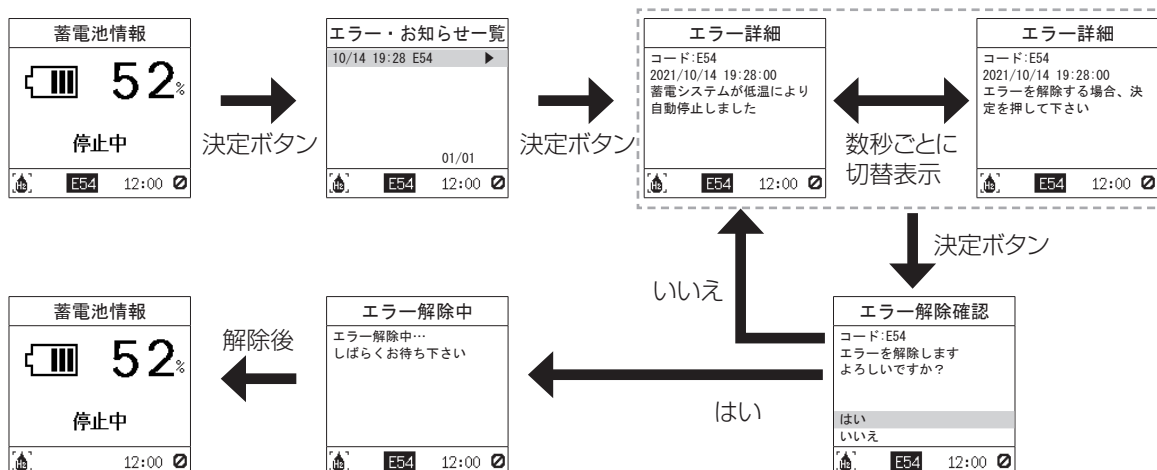 蓄電池情報
52%
停止中
H₂ E54 12:00
決定ボタン
エラー・お知らせ一覧
10/14 19:28 E54 ▶
01/01
H₂ E54 12:00
決定ボタン
エラー詳細
コード:E54
2021/10/14 19:28:00
蓄電システムが低温により
自動停止しました
H₂ E54 12:00
数秒ごとに
切替表示
エラー詳細
コード:E54
2021/10/14 19:28:00
エラーを解除する場合、決
定を押して下さい
H₂ E54 12:00
決定ボタン
いいえ
エラー解除確認
コード:E54
エラーを解除します
よろしいですか？
はい
いいえ
H₂ E54 12:00
はい
エラー解除中
エラー解除中…
しばらくお待ち下さい
H₂ E54 12:00
解除後
蓄電池情報
52%
停止中
H₂ 12:00